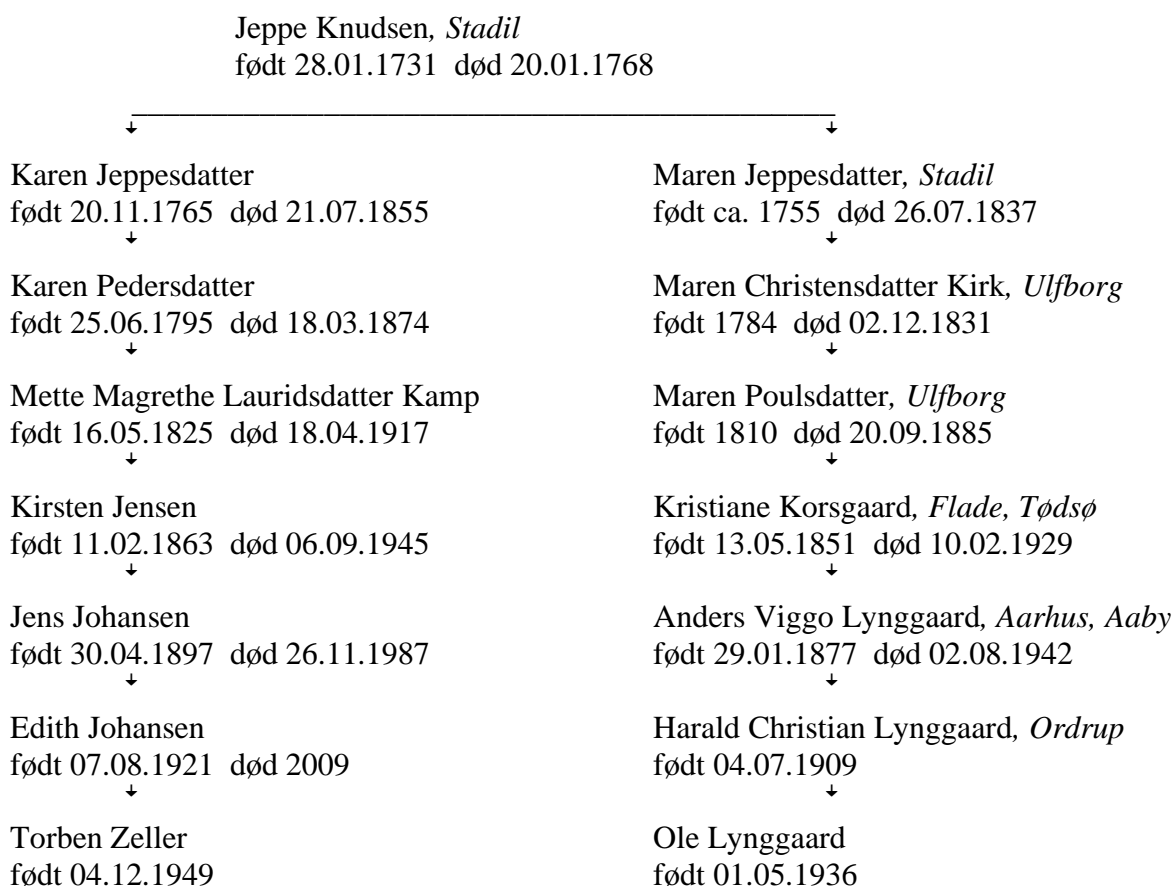 Jeppe Knudsen, Stadil
født 28.01.1731 død 20.01.1768
Karen Jeppesdatter
født 20.11.1765 død 21.07.1855
Maren Jeppesdatter, Stadil
født ca. 1755 død 26.07.1837
Karen Pedersdatter
født 25.06.1795 død 18.03.1874
Maren Christensdatter Kirk, Ulfborg
født 1784 død 02.12.1831
Mette Magrethe Lauridsdatter Kamp
født 16.05.1825 død 18.04.1917
Maren Poulsdatter, Ulfborg
født 1810 død 20.09.1885
Kirsten Jensen
født 11.02.1863 død 06.09.1945
Kristiane Korsgaard, Flade, Tødsø
født 13.05.1851 død 10.02.1929
Jens Johansen
født 30.04.1897 død 26.11.1987
Anders Viggo Lynggaard, Aarhus, Aaby
født 29.01.1877 død 02.08.1942
Edith Johansen
født 07.08.1921 død 2009
Harald Christian Lynggaard, Ordrup
født 04.07.1909
Torben Zeller
født 04.12.1949
Ole Lynggaard
født 01.05.1936